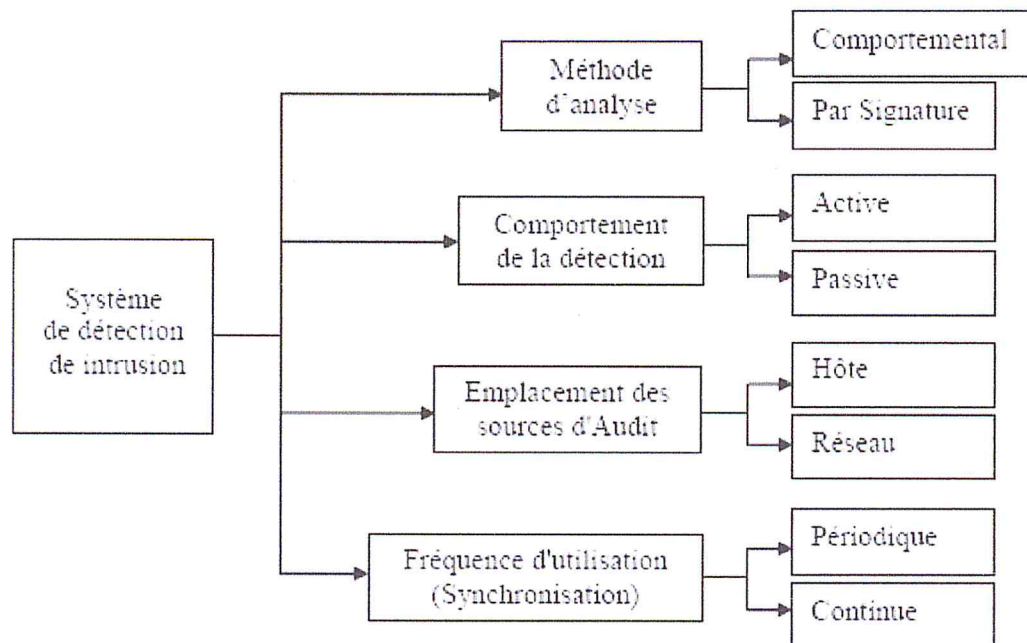 Système
de détection
de intrusion
Méthode
d'analyse
Comportemental
Par Signature
Comportement
de la détection
Active
Passive
Emplacement des
sources d'Audit
Hôte
Réseau
Fréquence d'utilisation
(Synchronisation)
Périodique
Continue